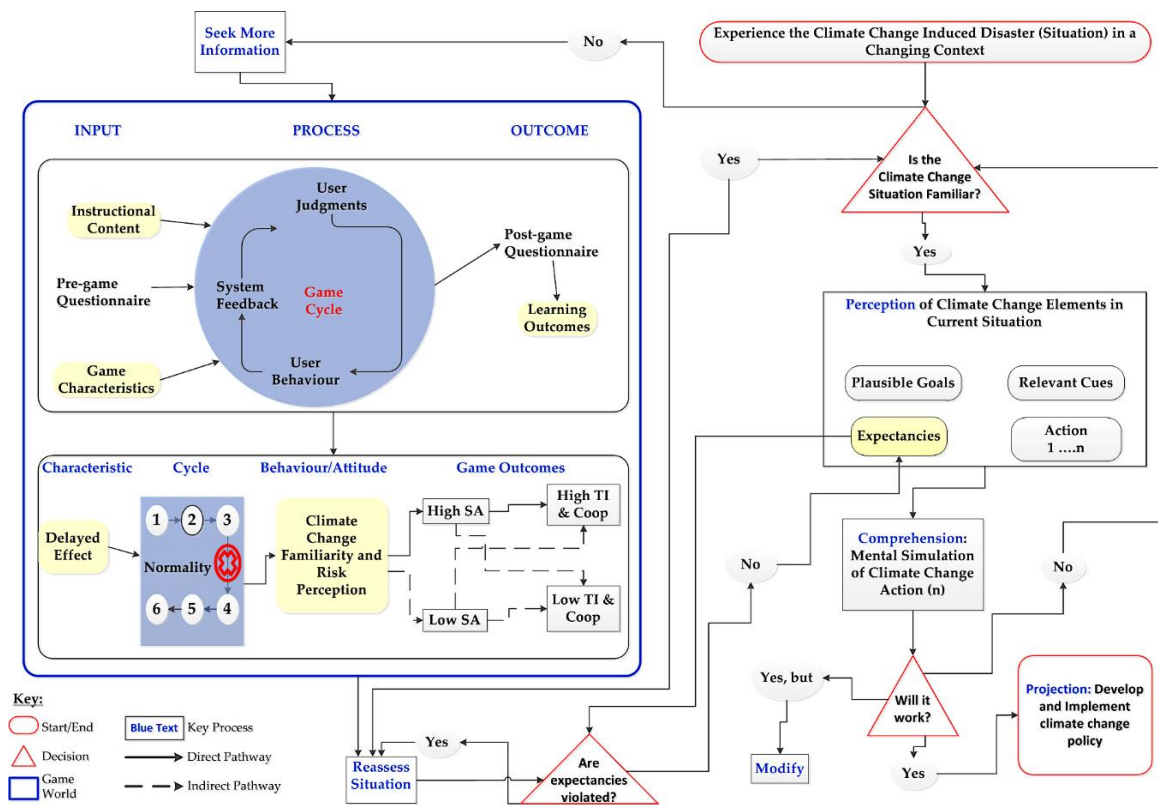 Seek More
Information
No
Experience the Climate Change Induced Disaster (Situation) in a
Changing Context
INPUT
PROCESS
OUTCOME
Instructional
Content
Pre-game
Questionnaire
Game
Characteristics
User
Judgments
System
Feedback
Game
Cycle
User
Behaviour
Post-game
Questionnaire
Learning
Outcomes
Yes
Is the
Climate Change
Situation Familiar?
Yes
Perception of Climate Change Elements in
Current Situation
Plausible Goals
Relevant Cues
Expectancies
Action
1 ....n
Characteristic
Cycle
Behaviour/Attitude
Game Outcomes
Delayed
Effect
1
2
3
Normality
6
5
4
Climate
Change
Familiarity and
Risk
Perception
High SA
Low SA
High TI
& Coop
Low TI &
Coop
No
Comprehension:
Mental Simulation
of Climate Change
Action (n)
No
Yes, but
Will it
work?
Projection: Develop
and Implement
climate change
policy
Modify
Yes
Key:
Start/End
Decision
Game
World
Blue Text
Key Process
Direct Pathway
Indirect Pathway
Reassess
Situation
Yes
Are
expectancies
violated?